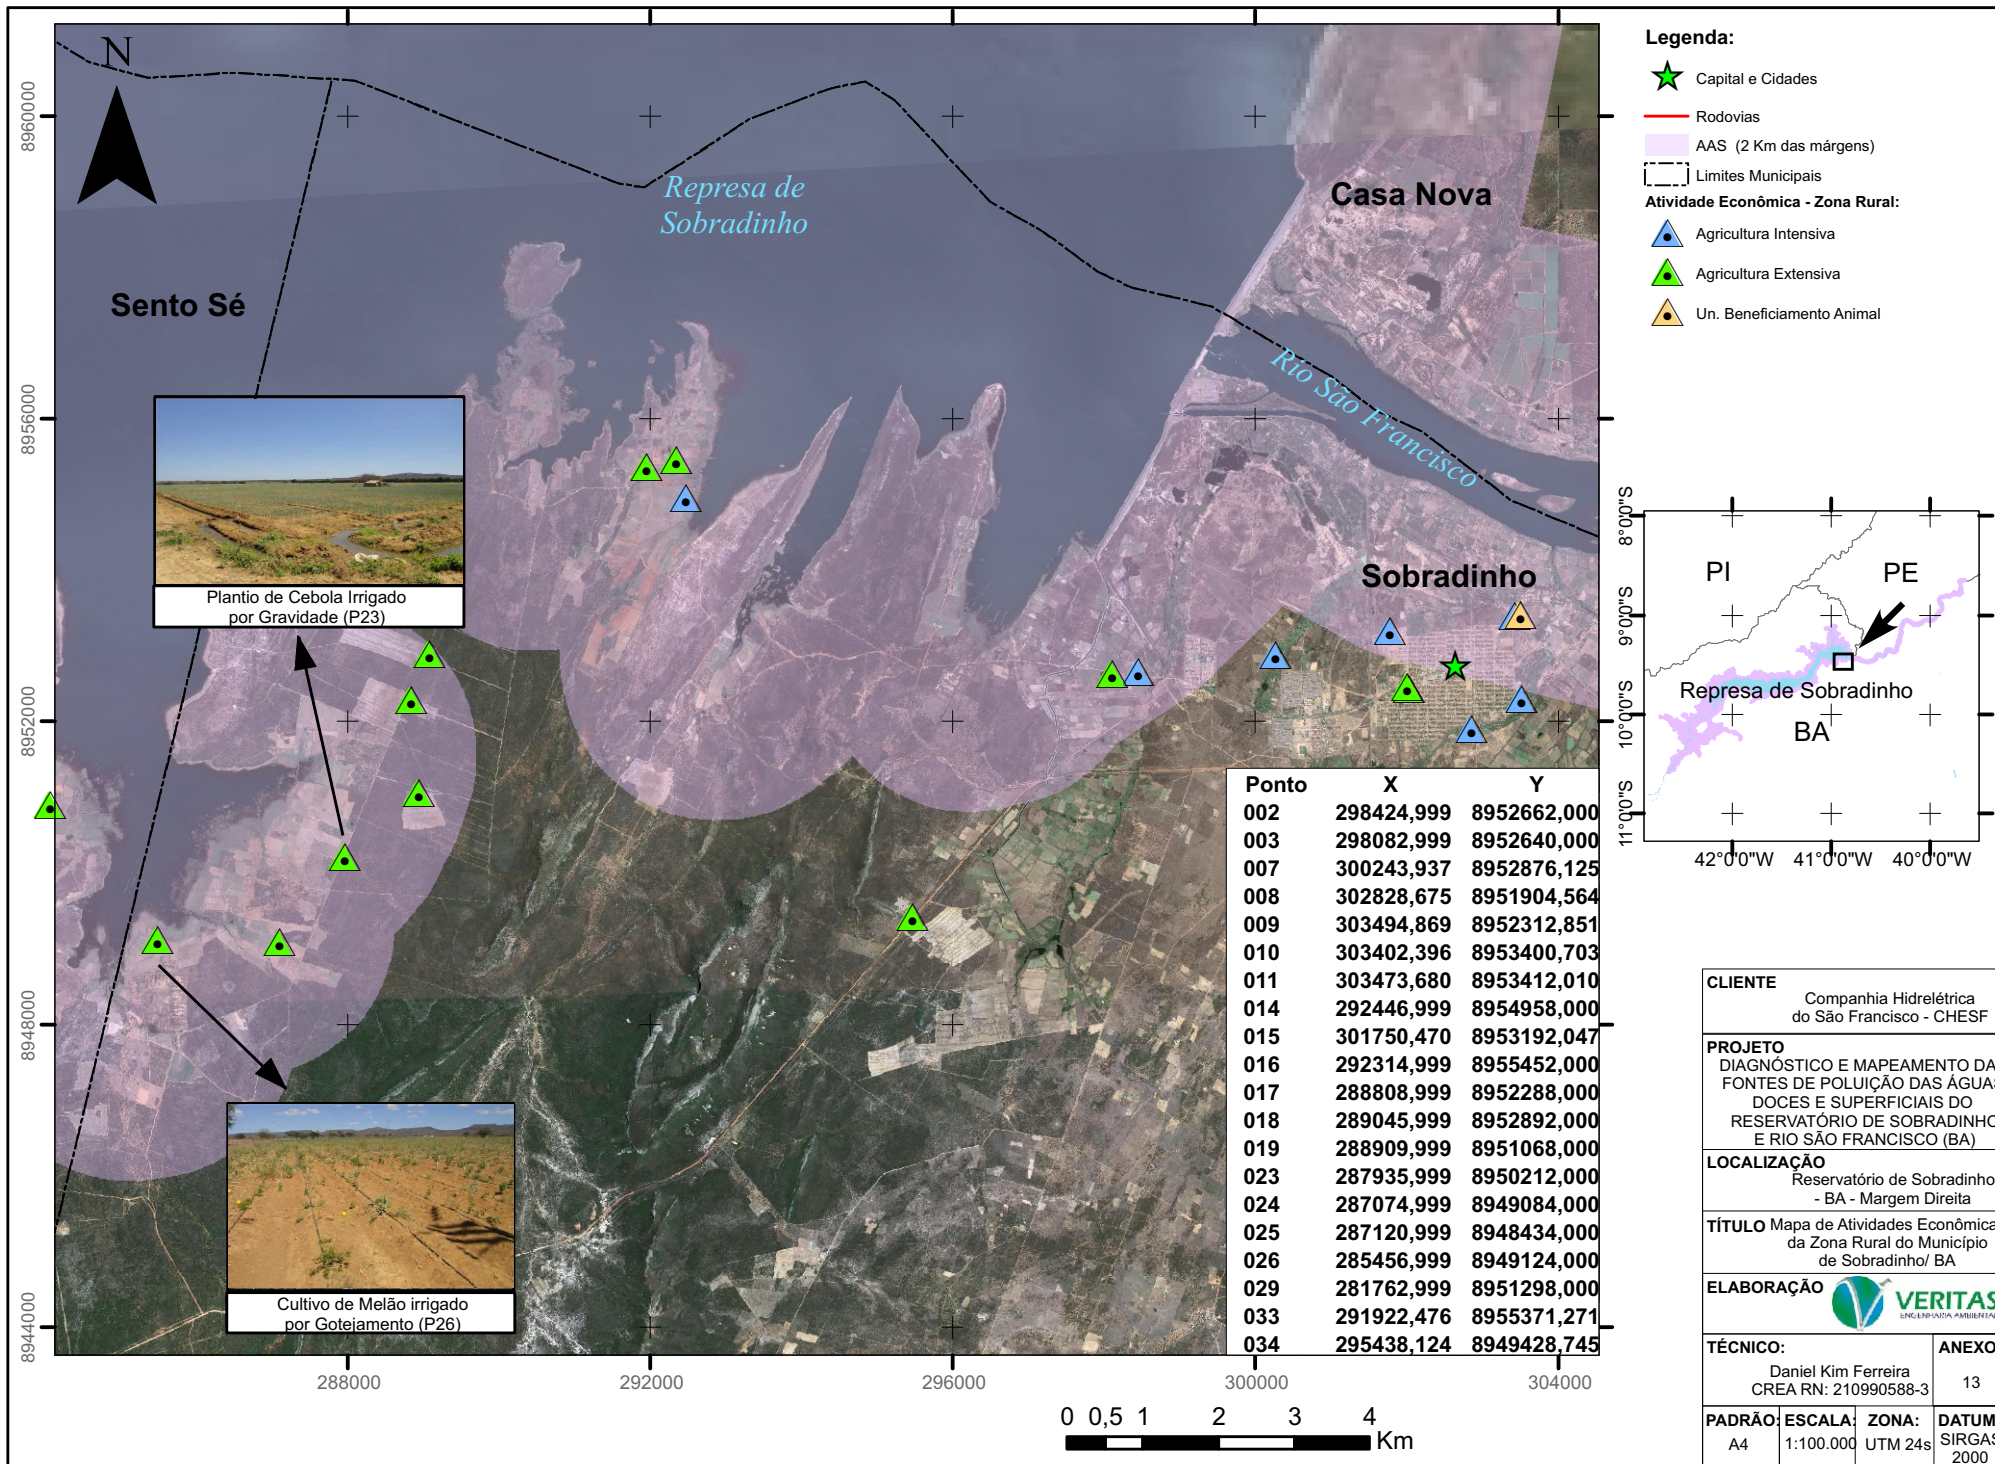 N
8960000
8956000
8952000
8948000
8944000
288000
292000
296000
300000
304000
Represa de
Sobradinho
Casa Nova
Sento Sé
Rio São Francisco
Sobradinho
Plantio de Cebola Irrigado
por Gravidade (P23)
Cultivo de Melão irrigado
por Gotejamento (P26)
Ponto X Y
002 298424,999 8952662,000
003 298082,999 8952640,000
007 300243,937 8952876,125
008 302828,675 8951904,564
009 303494,869 8952312,851
010 303402,396 8953400,703
011 303473,680 8953412,010
014 292446,999 8954958,000
015 301750,470 8953192,047
016 292314,999 8955452,000
017 288808,999 8952288,000
018 289045,999 8952892,000
019 288909,999 8951068,000
023 287935,999 8950212,000
024 287074,999 8949084,000
025 287120,999 8948434,000
026 285456,999 8949124,000
029 281762,999 8951298,000
033 291922,476 8955371,271
034 295438,124 8949428,745
0 0,5 1 2 3 4
Km
Legenda:
Capital e Cidades
Rodovias
AAS (2 Km das márgens)
Limites Municipais
Atividade Econômica - Zona Rural:
Agricultura Intensiva
Agricultura Extensiva
Un. Beneficiamento Animal
8°0'0"S
9°0'0"S
10°0'0"S
11°0'0"S
PI
PE
Represa de Sobradinho
BA
42°0'0"W 41°0'0"W 40°0'0"W
CLIENTE
Companhia Hidrelétrica
do São Francisco - CHESF
PROJETO
DIAGNÓSTICO E MAPEAMENTO DA
FONTES DE POLUIÇÃO DAS ÁGUAS
DOCES E SUPERFICIAIS DO
RESERVATÓRIO DE SOBRADINHO
E RIO SÃO FRANCISCO (BA)
LOCALIZAÇÃO
Reservatório de Sobradinho
- BA - Margem Direita
TÍTULO Mapa de Atividades Econômica
da Zona Rural do Município
de Sobradinho/ BA
ELABORAÇÃO
VERITAS
ENGENHARIA AMBIENTAL
TÉCNICO:
Daniel Kim Ferreira
CREA RN: 210990588-3
ANEXO
13
PADRÃO: ESCALA: ZONA: DATUM
A4 1:100.000 UTM 24s SIRGAS
2000